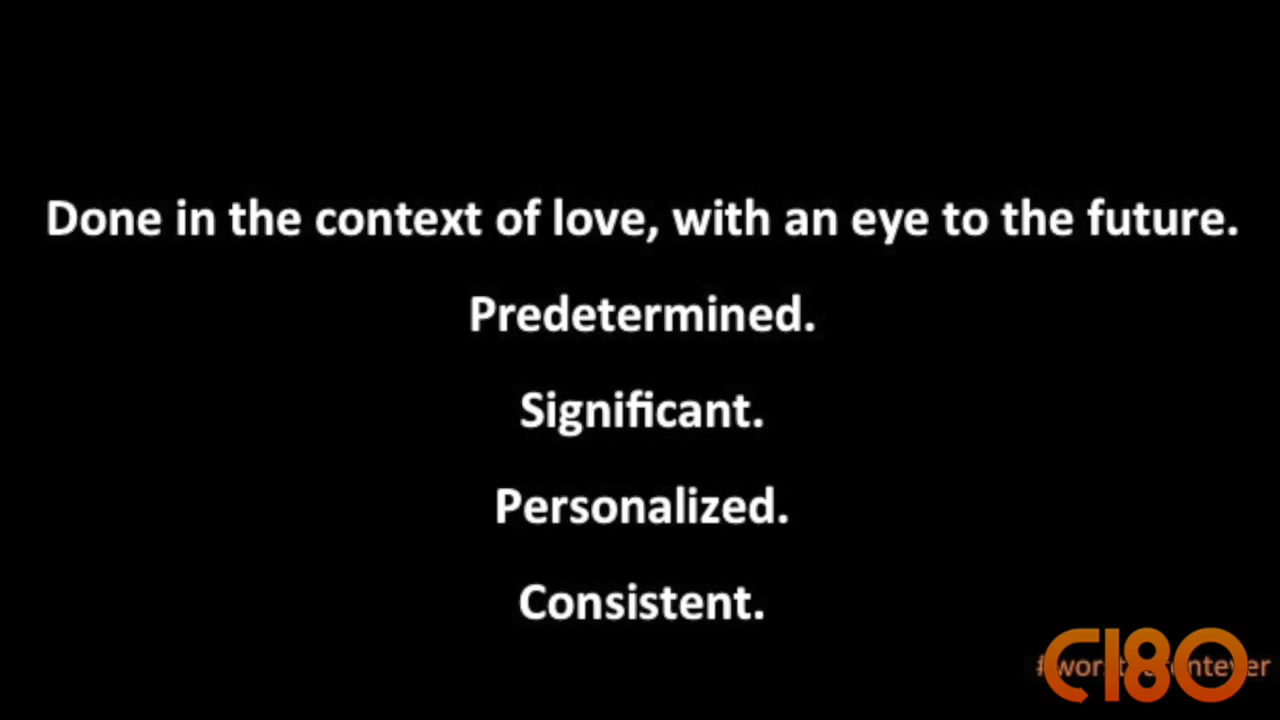 Done in the context of love, with an eye to the future.
Predetermined.
Significant.
Personalized.
Consistent.
C180